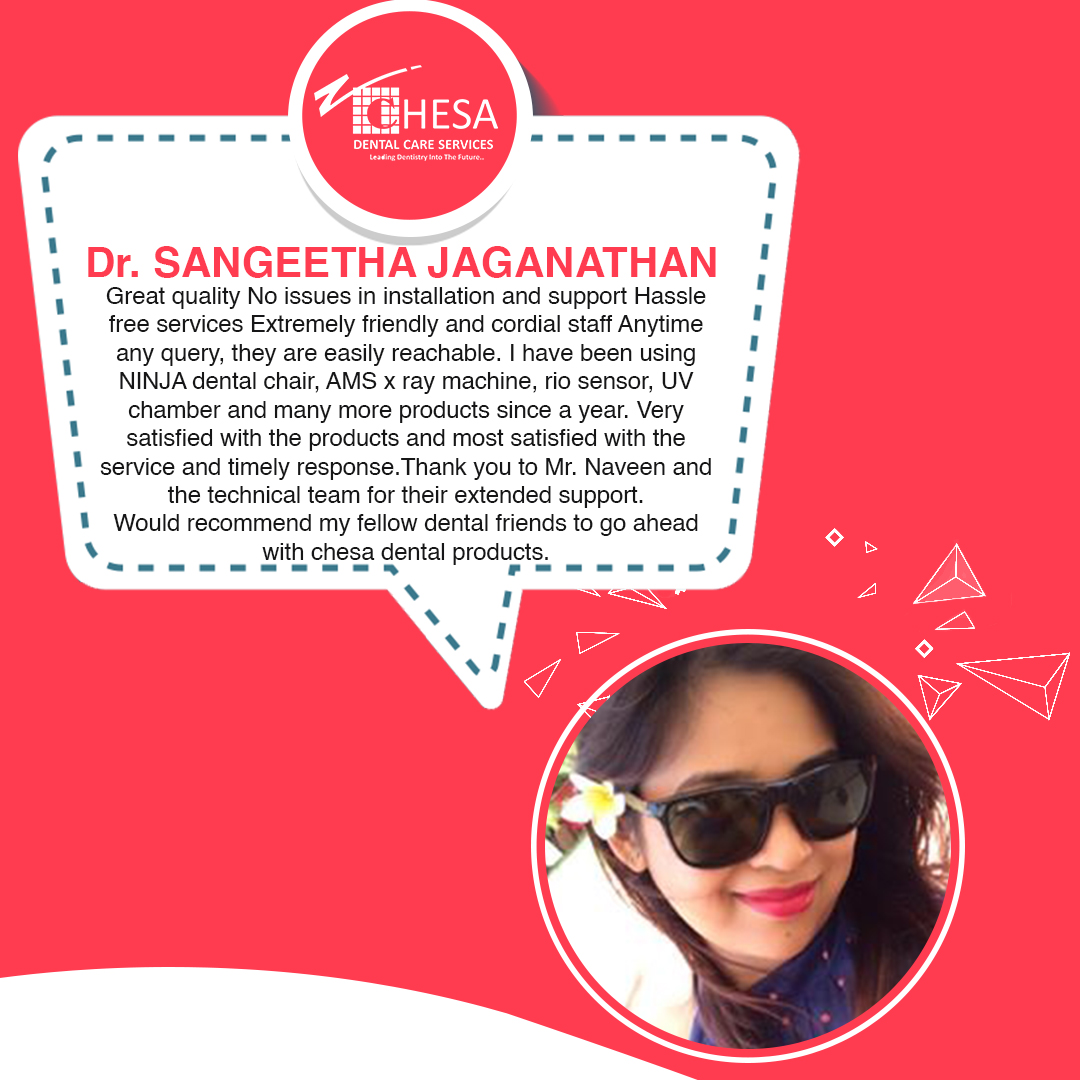 CHESA
DENTAL CARE SERVICES
Leading Dentistry Into The Future..
Dr. SANGEETHA JAGANATHAN
Great quality No issues in installation and support Hassle
free services Extremely friendly and cordial staff Anytime
any query, they are easily reachable. I have been using
NINJA dental chair, AMS x ray machine, rio sensor, UV
chamber and many more products since a year. Very
satisfied with the products and most satisfied with the
service and timely response.Thank you to Mr. Naveen and
the technical team for their extended support.
Would recommend my fellow dental friends to go ahead
with chesa dental products.